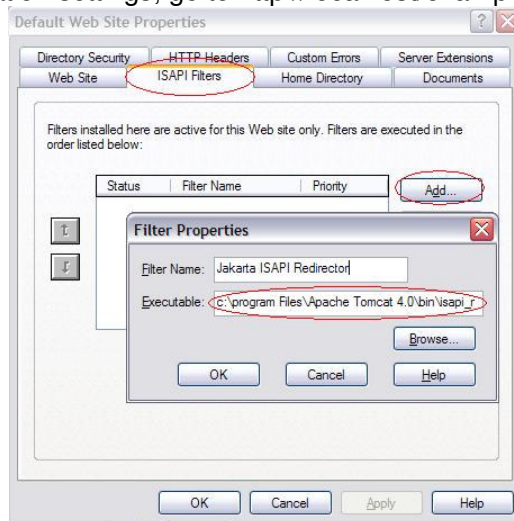 Default Web Site Properties
Directory Security HTTP Headers Custom Errors Server Extensions
Web Site ISAPI Filters Home Directory Documents
Filters installed here are active for this Web site only. Filters are executed in the
order listed below:
Status Filter Name Priority
Add...
Filter Properties
Filter Name: Jakarta ISAPI Redirector
Executable: c:\program Files\Apache Tomcat 4.0\bin\isapi_r
Browse...
OK Cancel Help
OK Cancel Apply Help